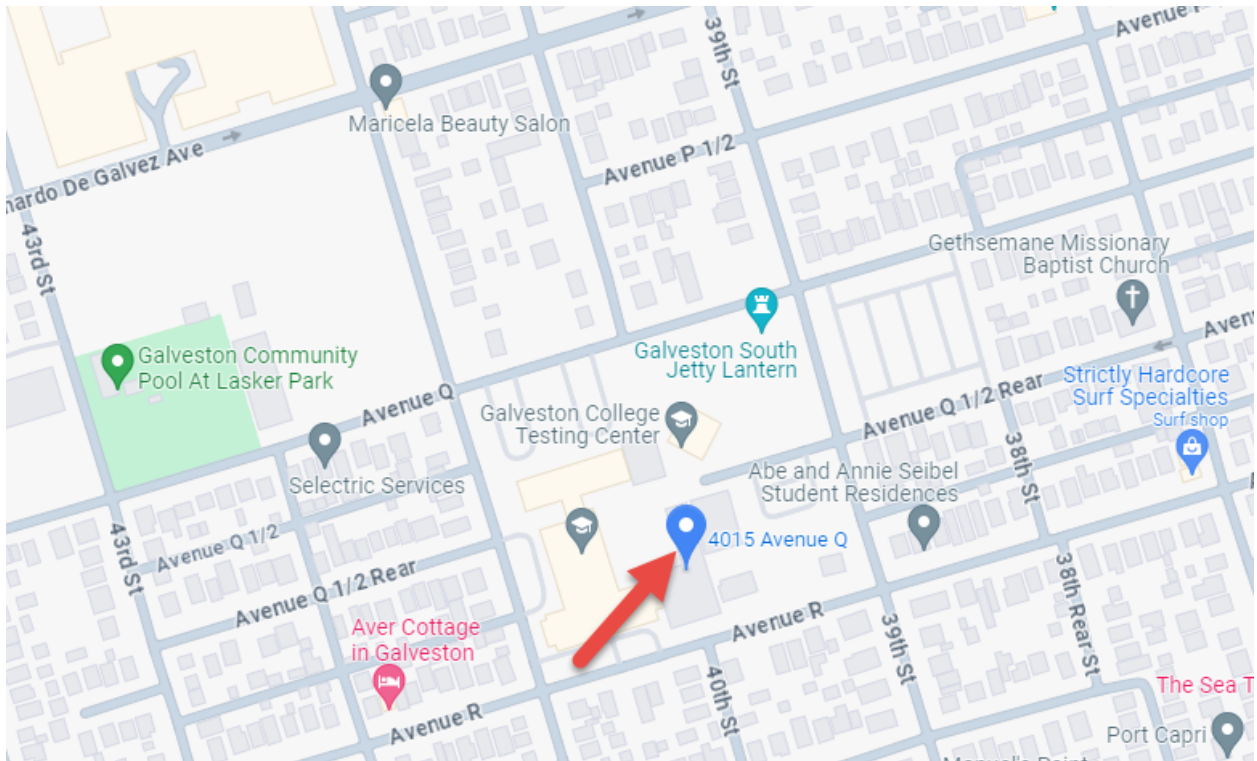 39th St
Avenue
Maricela Beauty Salon
nardo De Galvez Ave
Avenue P 1/2
43rd St
Gethsemane Missionary
Baptist Church
Galveston South
Jetty Lantern
Galveston Community
Pool At Lasker Park
Avenue Q
Strictly Hardcore
Surf Specialties
Surf shop
Avenue Q 1/2 Rear
Galveston College
Testing Center
Selectric Services
38th St
Abe and Annie Seibel
Student Residences
43rd St
Avenue Q 1/2
4015 Avenue Q
Avenue Q 1/2 Rear
38th Rear St
Avenue R
39th St
Aver Cottage
in Galveston
40th St
The Sea T
Avenue R
Port Capri